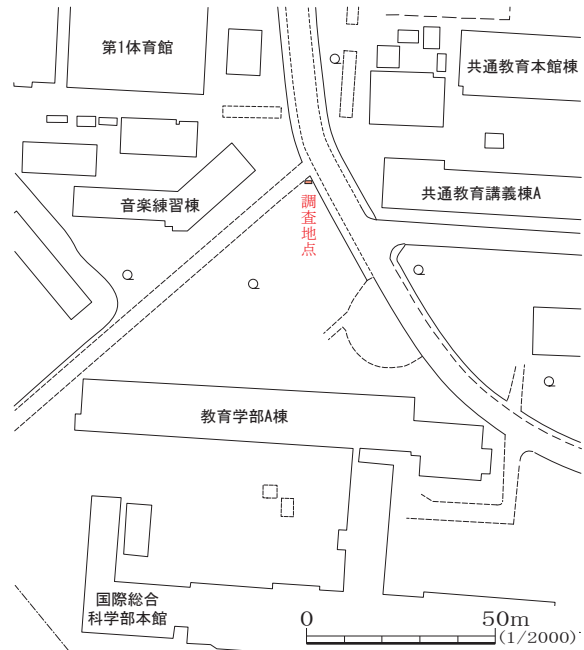 第1体育館
共通教育本館棟
音楽練習棟
調査地点
共通教育講義棟A
教育学部A棟
国際総合
科学部本館
0
50m
(1/2000)